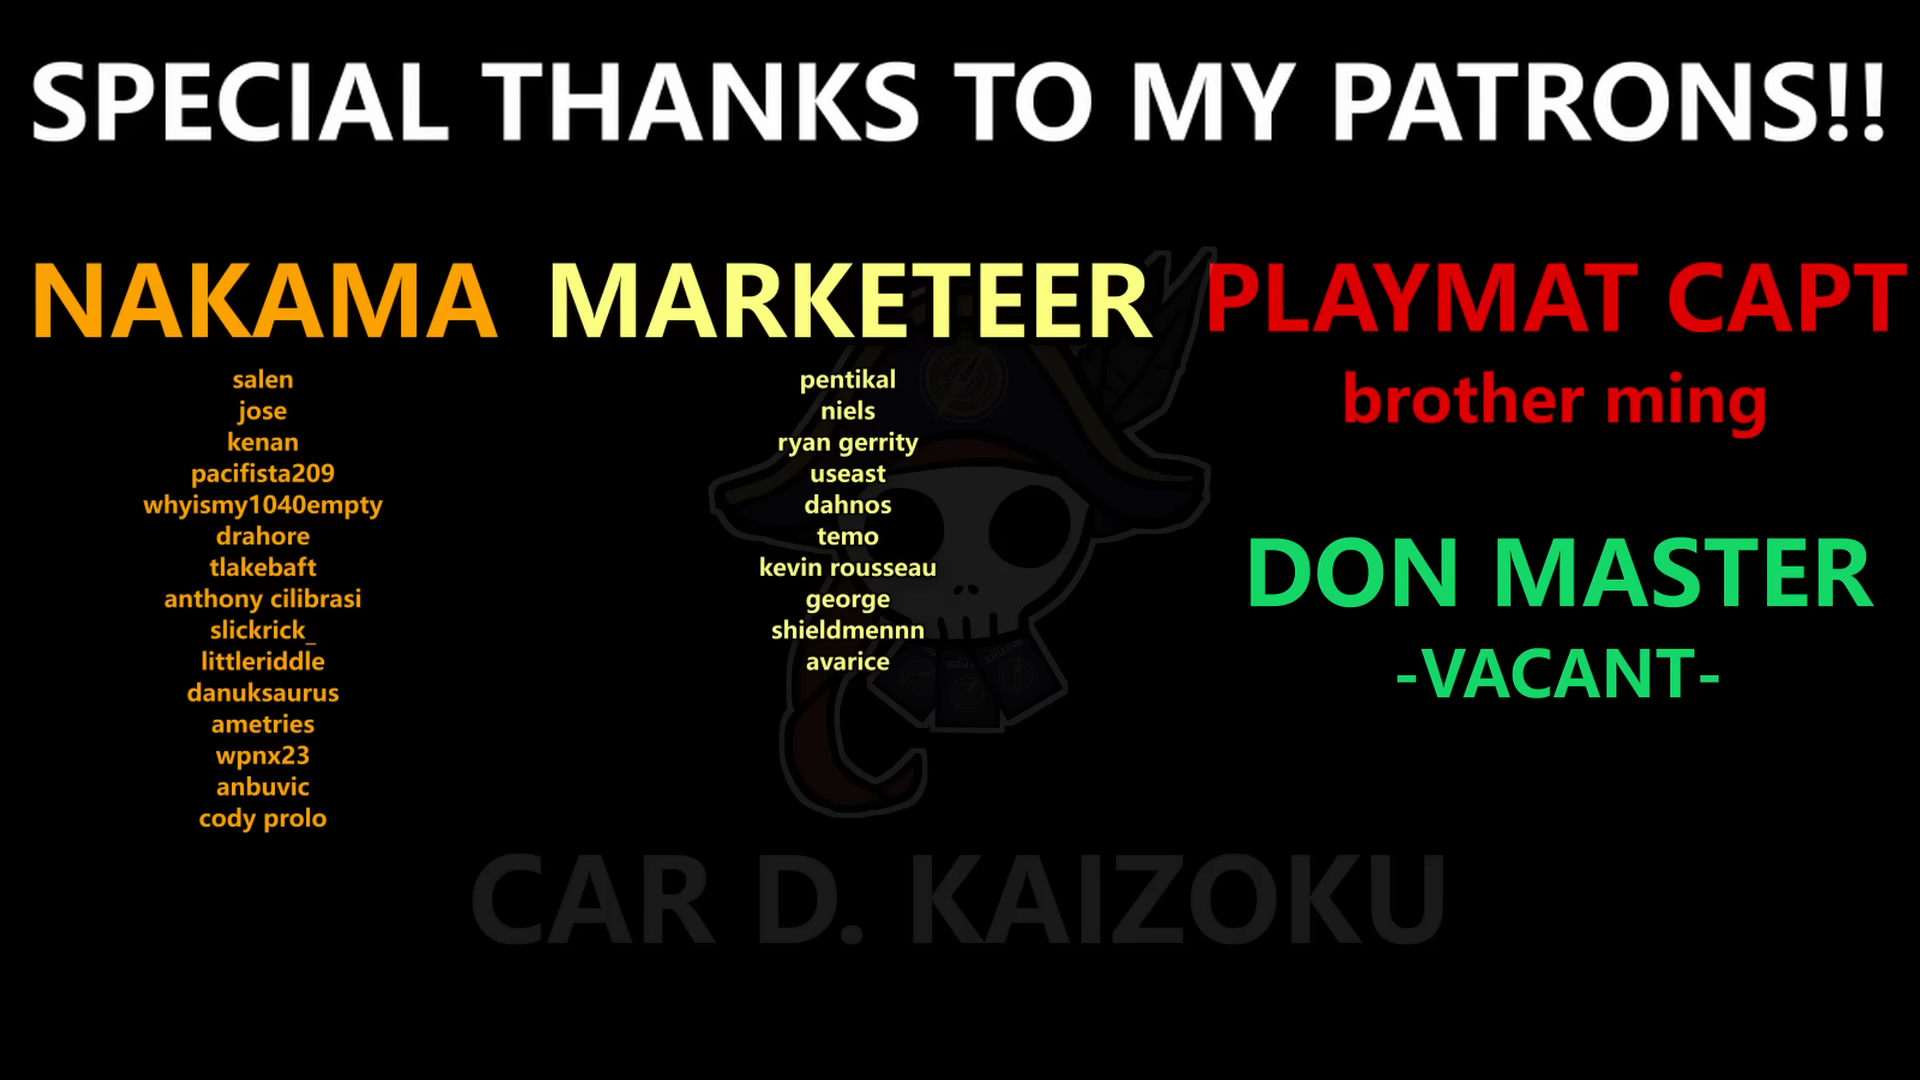 SPECIAL THANKS TO MY PATRONS!!
NAKAMA
salen
jose
kenan
pacifista209
whyismy1040empty
drahore
tlakebaft
anthony cilibrasi
slickrick_
littleriddle
danuksaurus
ametries
wpnx23
anbuvic
cody prolo
MARKETEER
pentikal
niels
ryan gerrity
useast
dahnos
temo
kevin rousseau
george
shieldmennn
avarice
PLAYMAT CAPT
brother ming
DON MASTER
-VACANT-
CAR D. KAIZOKU